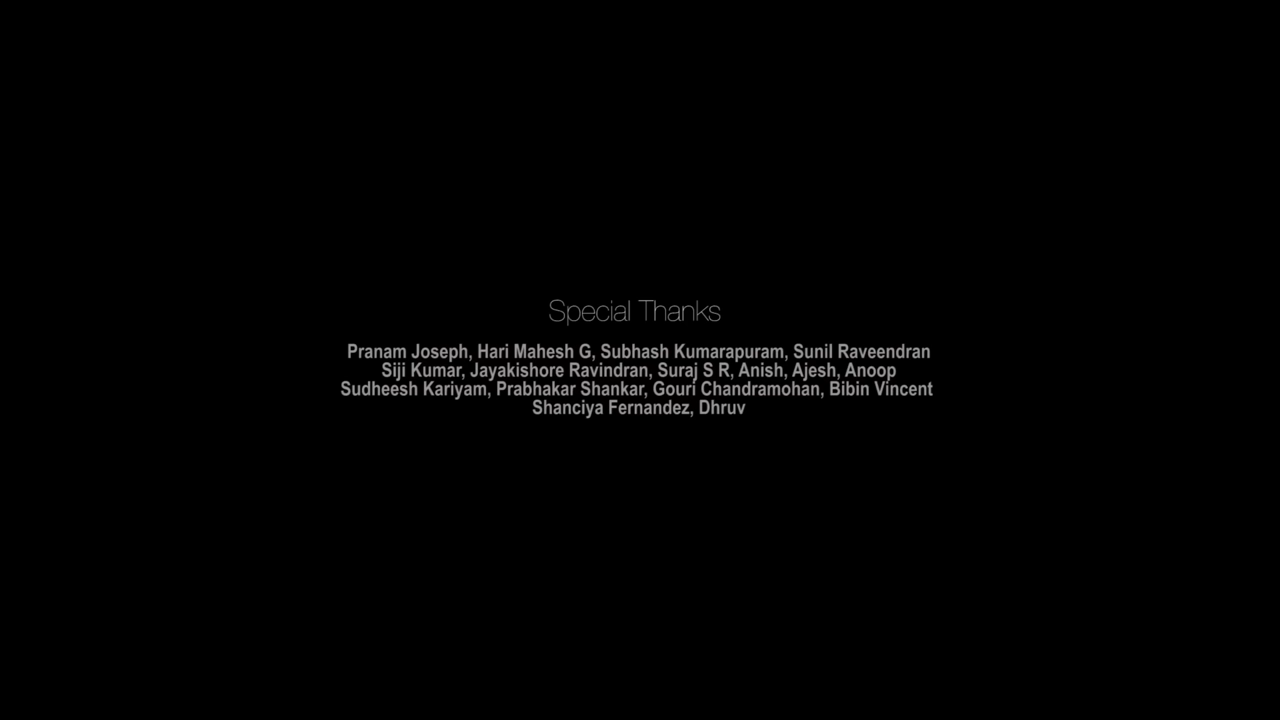 Special Thanks
Pranam Joseph, Hari Mahesh G, Subhash Kumarapuram, Sunil Raveendran
Siji Kumar, Jayakishore Ravindran, Suraj S R, Anish, Ajesh, Anoop
Sudheesh Kariyam, Prabhakar Shankar, Gouri Chandramohan, Bibin Vincent
Shanciya Fernandez, Dhruv